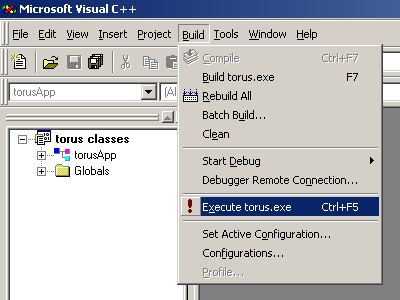 Microsoft Visual C++
File Edit View Insert Project Build Tools Window Help
Compile Ctrl+F7
Build torus.exe F7
Rebuild All
Batch Build...
Clean
Start Debug
Debugger Remote Connection...
Execute torus.exe Ctrl+F5
Set Active Configuration...
Configurations...
Profile...
torusApp (Al
torus classes
torusApp
Globals